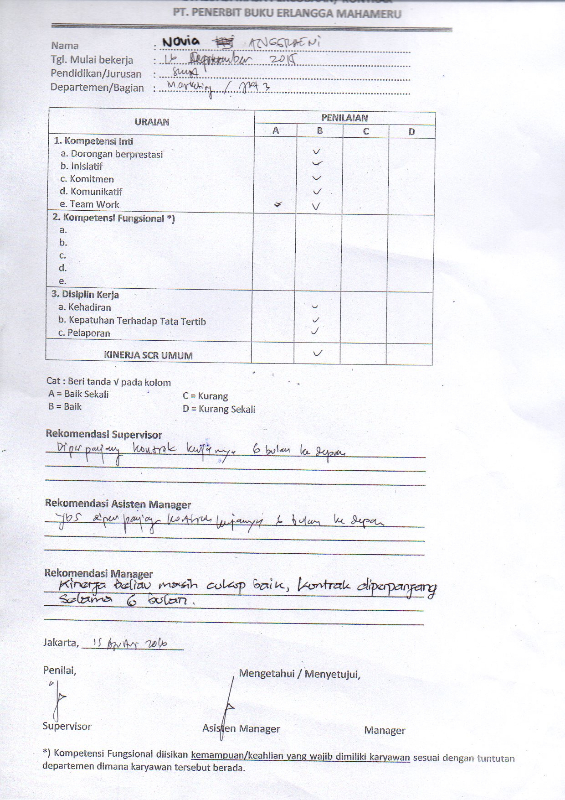 PT. PENERBIT BUKU ERLANGGA MAHAMERU
Nama : Novia ANGGRAENI
Tgl. Mulai bekerja : 16 September 2015
Pendidikan/Jurusan :
Departemen/Bagian : Marketing /
URAIAN PENILAIAN
A B C D
1. Kompetensi Inti
a. Dorongan berprestasi ✓
b. Inisiatif ✓
c. Komitmen ✓
d. Komunikatif ✓
e. Team Work ✓
2. Kompetensi Fungsional *)
a.
b.
c.
d.
e.
3. Disiplin Kerja
a. Kehadiran ✓
b. Kepatuhan Terhadap Tata Tertib ✓
c. Pelaporan ✓
KINERJA SCR UMUM ✓
Cat : Beri tanda √ pada kolom
A = Baik Sekali C = Kurang
B = Baik D = Kurang Sekali
Rekomendasi Supervisor
Diperpanjang kontrak kerjanya 6 bulan ke depan
Rekomendasi Asisten Manager
ybs diperpanjang kontrak kerjanya 6 bulan ke depan
Rekomendasi Manager
Kinerja beliau masih cukup baik, kontrak diperpanjang
selama 6 bulan.
Jakarta, 15 2016
Penilai, Mengetahui / Menyetujui,
Supervisor Asisten Manager Manager
*) Kompetensi Fungsional diisikan kemampuan/keahlian yang wajib dimiliki karyawan sesuai dengan tuntutan
departemen dimana karyawan tersebut berada.